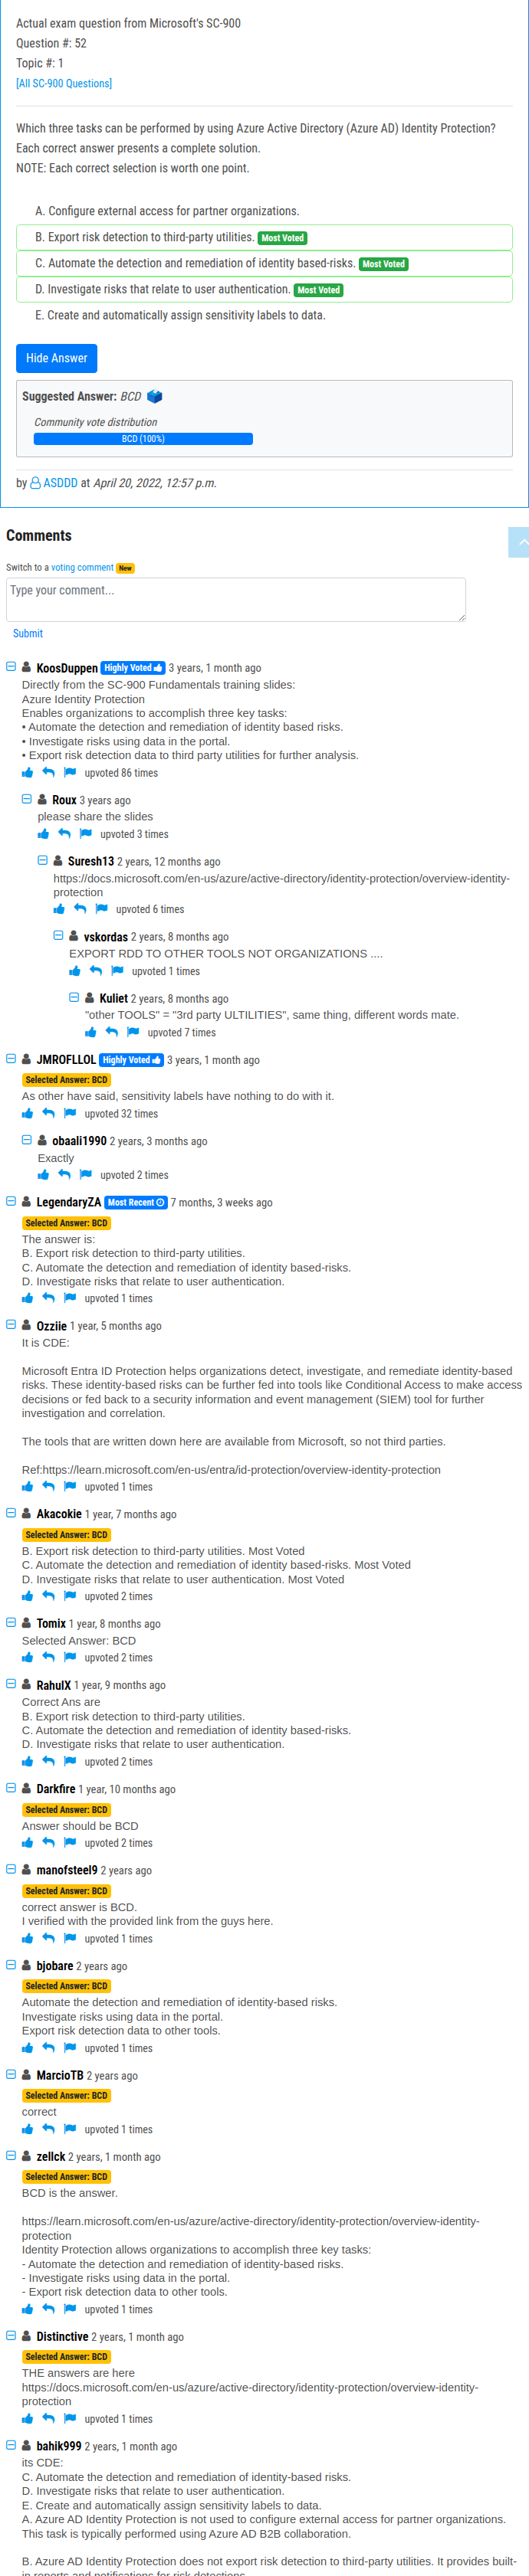 Actual exam question from Microsoft's SC-900
Question #: 52
Topic #: 1
[All SC-900 Questions]
Which three tasks can be performed by using Azure Active Directory (Azure AD) Identity Protection?
Each correct answer presents a complete solution.
NOTE: Each correct selection is worth one point.
A. Configure external access for partner organizations.
B. Export risk detection to third-party utilities. Most Voted
C. Automate the detection and remediation of identity based-risks. Most Voted
D. Investigate risks that relate to user authentication. Most Voted
E. Create and automatically assign sensitivity labels to data.
Hide Answer
Suggested Answer: BCD
Community vote distribution
BCD (100%)
by ASDDD at April 20, 2022, 12:57 p.m.
Comments
Switch to a voting comment New
Type your comment...
Submit
KoosDuppen Highly Voted 3 years, 1 month ago
Directly from the SC-900 Fundamentals training slides:
Azure Identity Protection
Enables organizations to accomplish three key tasks:
• Automate the detection and remediation of identity based risks.
• Investigate risks using data in the portal.
• Export risk detection data to third party utilities for further analysis.
upvoted 86 times
Roux 3 years ago
please share the slides
upvoted 3 times
Suresh13 2 years, 12 months ago
https://docs.microsoft.com/en-us/azure/active-directory/identity-protection/overview-identity-
protection
upvoted 6 times
vskordas 2 years, 8 months ago
EXPORT RDD TO OTHER TOOLS NOT ORGANIZATIONS ....
upvoted 1 times
Kuliet 2 years, 8 months ago
"other TOOLS" = "3rd party ULTILITIES", same thing, different words mate.
upvoted 7 times
JMROFLLOL Highly Voted 3 years, 1 month ago
Selected Answer: BCD
As other have said, sensitivity labels have nothing to do with it.
upvoted 32 times
obaali1990 2 years, 3 months ago
Exactly
upvoted 2 times
LegendaryZA Most Recent 7 months, 3 weeks ago
Selected Answer: BCD
The answer is:
B. Export risk detection to third-party utilities.
C. Automate the detection and remediation of identity based-risks.
D. Investigate risks that relate to user authentication.
upvoted 1 times
Ozziie 1 year, 5 months ago
It is CDE:
Microsoft Entra ID Protection helps organizations detect, investigate, and remediate identity-based
risks. These identity-based risks can be further fed into tools like Conditional Access to make access
decisions or fed back to a security information and event management (SIEM) tool for further
investigation and correlation.
The tools that are written down here are available from Microsoft, so not third parties.
Ref:https://learn.microsoft.com/en-us/entra/id-protection/overview-identity-protection
upvoted 1 times
Akacokie 1 year, 7 months ago
Selected Answer: BCD
B. Export risk detection to third-party utilities. Most Voted
C. Automate the detection and remediation of identity based-risks. Most Voted
D. Investigate risks that relate to user authentication. Most Voted
upvoted 2 times
Tomix 1 year, 8 months ago
Selected Answer: BCD
upvoted 2 times
RahulX 1 year, 9 months ago
Correct Ans are
B. Export risk detection to third-party utilities.
C. Automate the detection and remediation of identity based-risks.
D. Investigate risks that relate to user authentication.
upvoted 2 times
Darkfire 1 year, 10 months ago
Selected Answer: BCD
Answer should be BCD
upvoted 2 times
manofsteel9 2 years ago
Selected Answer: BCD
correct answer is BCD.
I verified with the provided link from the guys here.
upvoted 1 times
bjobare 2 years ago
Selected Answer: BCD
Automate the detection and remediation of identity-based risks.
Investigate risks using data in the portal.
Export risk detection data to other tools.
upvoted 1 times
MarcioTB 2 years ago
Selected Answer: BCD
correct
upvoted 1 times
zellck 2 years, 1 month ago
Selected Answer: BCD
BCD is the answer.
https://learn.microsoft.com/en-us/azure/active-directory/identity-protection/overview-identity-
protection
Identity Protection allows organizations to accomplish three key tasks:
- Automate the detection and remediation of identity-based risks.
- Investigate risks using data in the portal.
- Export risk detection data to other tools.
upvoted 1 times
Distinctive 2 years, 1 month ago
Selected Answer: BCD
THE answers are here
https://docs.microsoft.com/en-us/azure/active-directory/identity-protection/overview-identity-
protection
upvoted 1 times
bahik999 2 years, 1 month ago
its CDE:
C. Automate the detection and remediation of identity-based risks.
D. Investigate risks that relate to user authentication.
E. Create and automatically assign sensitivity labels to data.
A. Azure AD Identity Protection is not used to configure external access for partner organizations.
This task is typically performed using Azure AD B2B collaboration.
B. Azure AD Identity Protection does not export risk detection to third-party utilities. It provides built-
in reports and notifications for risk detections.